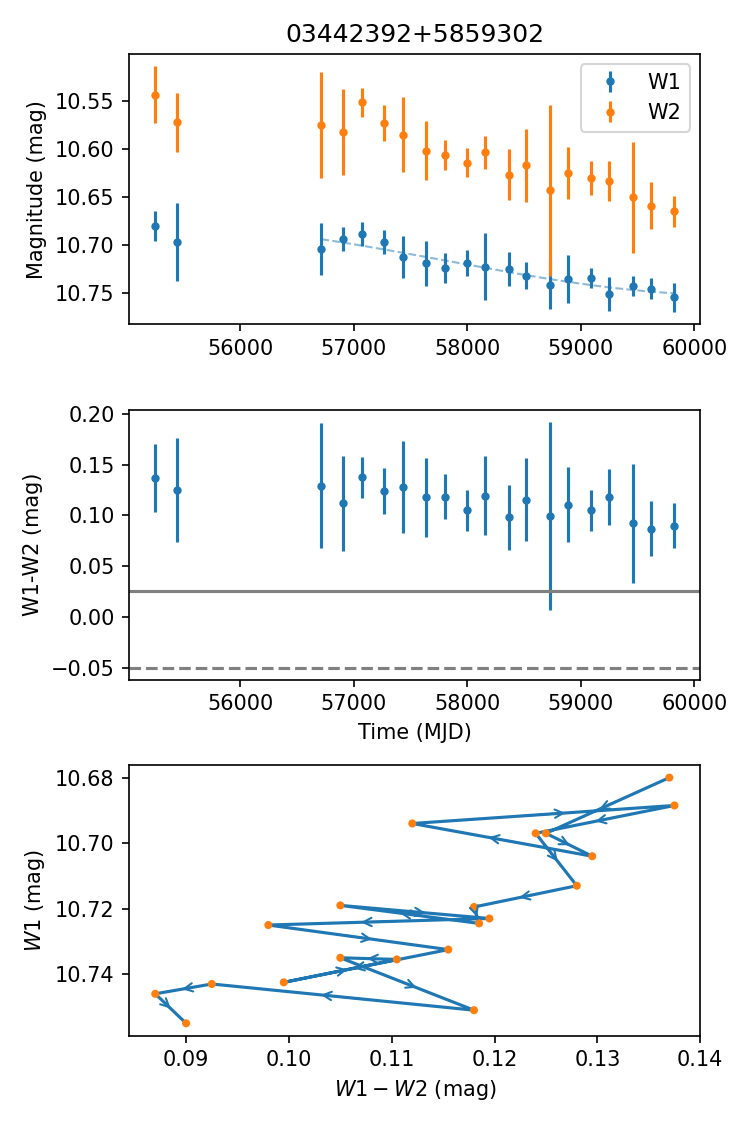 03442392+5859302
W1
W2
Magnitude (mag)
10.55
10.60
10.65
10.70
10.75
56000 57000 58000 59000 60000
W1-W2 (mag)
0.20
0.15
0.10
0.05
0.00
−0.05
56000 57000 58000 59000 60000
Time (MJD)
W1 (mag)
10.68
10.70
10.72
10.74
0.09 0.10 0.11 0.12 0.13 0.14
W1 − W2 (mag)